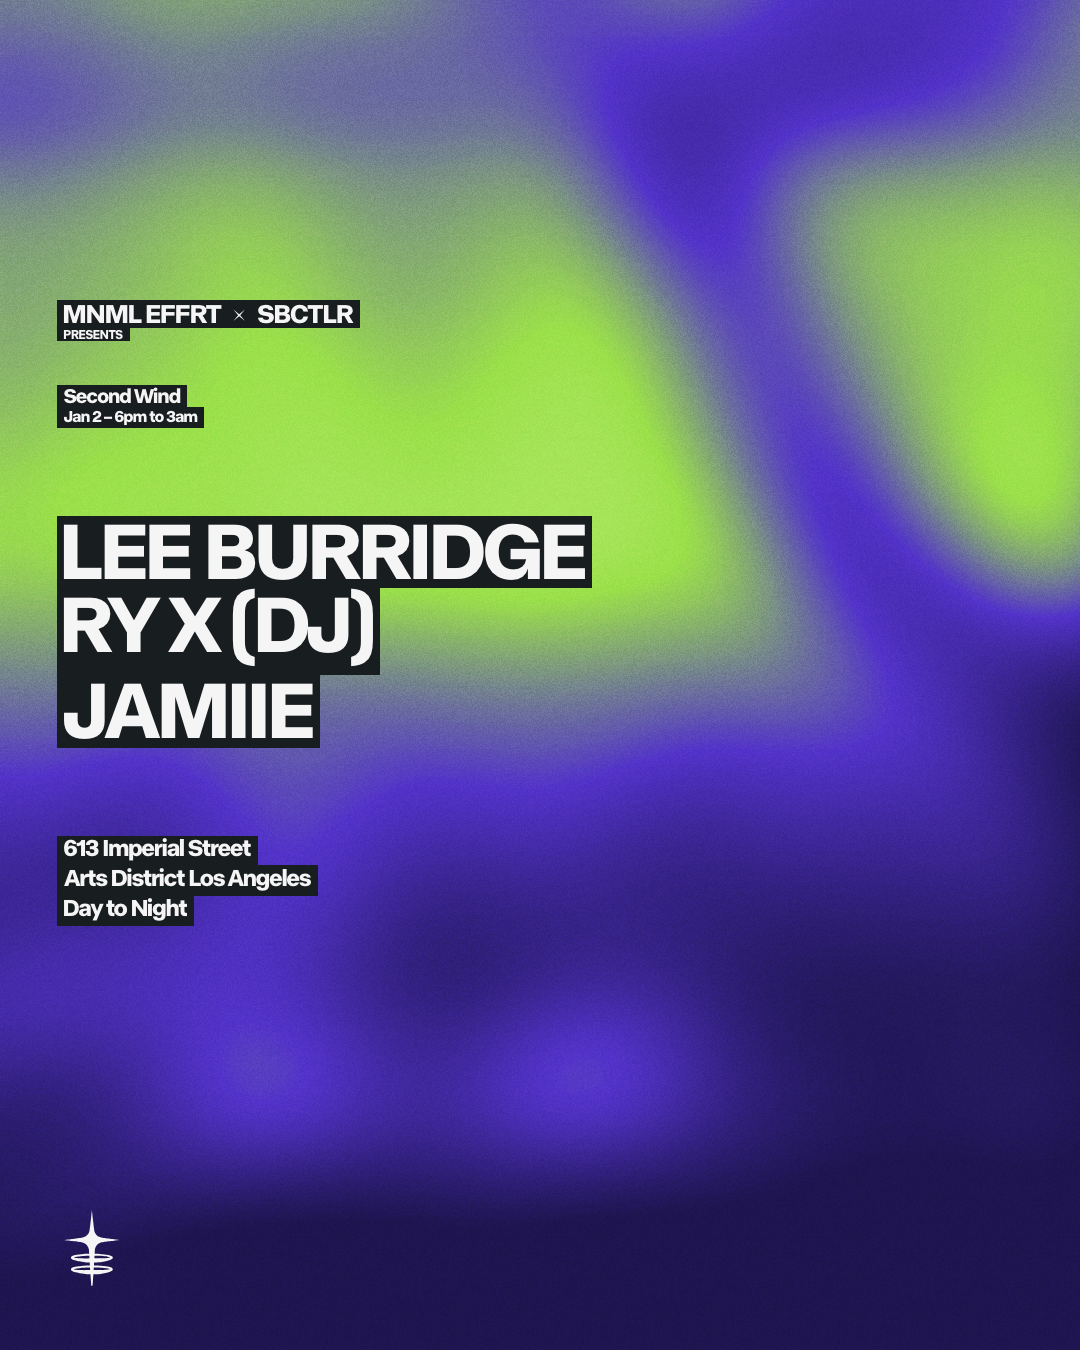 MNML EFFRT × SBCTLR
PRESENTS
Second Wind
Jan 2 – 6pm to 3am
LEE BURRIDGE
RY X (DJ)
JAMIIE
613 Imperial Street
Arts District Los Angeles
Day to Night